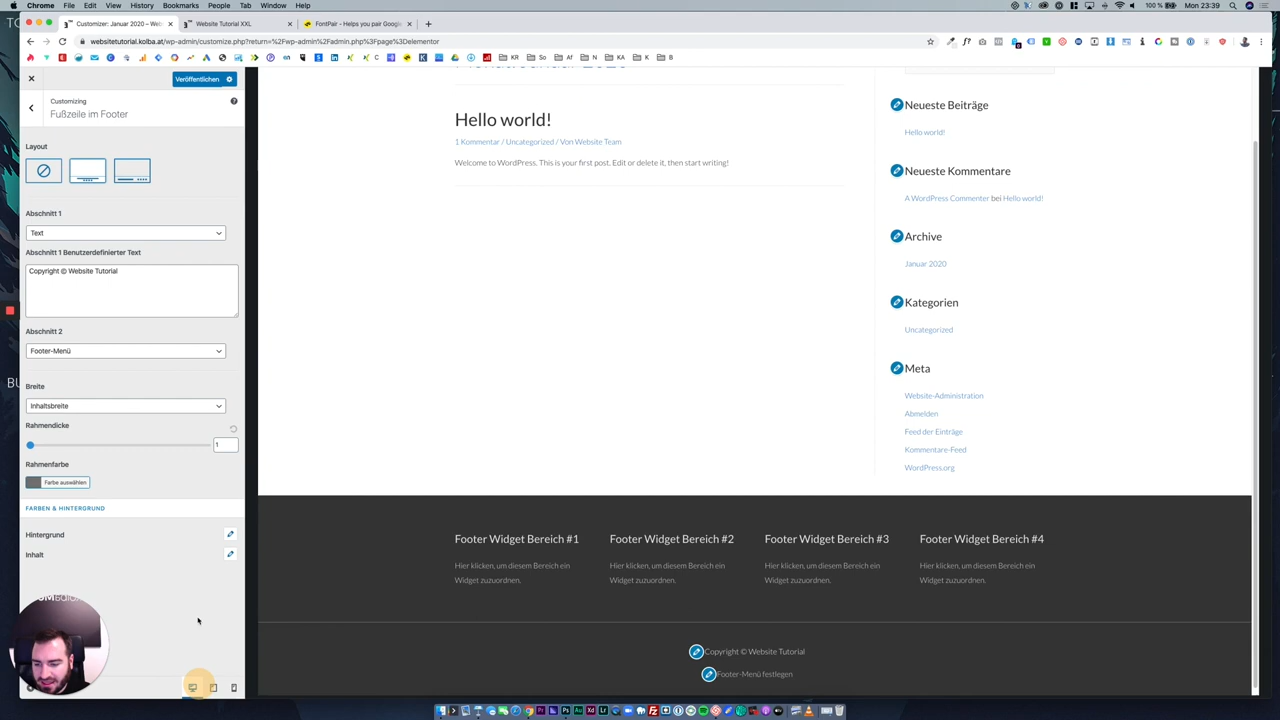 Chrome File Edit View History Bookmarks People Tab Window Help
100 % Mon 23:39
Customizer: Januar 2020 – Web
Website Tutorial XXL
FontPair - Helps you pair Google
websitetutorial.kolba.at/wp-admin/customize.php?return=%2Fwp-admin%2Fadmin.php%3Fpage%3Delementor
KR So Af N KA K B
Veröffentlichen
Customizing
Fußzeile im Footer
Layout
Abschnitt 1
Text
Abschnitt 1 Benutzerdefinierter Text
Copyright © Website Tutorial
Abschnitt 2
Footer-Menü
Breite
Inhaltsbreite
Rahmendicke
1
Rahmenfarbe
Farbe auswählen
FARBEN & HINTERGRUND
Hintergrund
Inhalt
Hello world!
1 Kommentar / Uncategorized / Von Website Team
Welcome to WordPress. This is your first post. Edit or delete it, then start writing!
Neueste Beiträge
Hello world!
Neueste Kommentare
A WordPress Commenter bei Hello world!
Archive
Januar 2020
Kategorien
Uncategorized
Meta
Website-Administration
Abmelden
Feed der Einträge
Kommentare-Feed
WordPress.org
Footer Widget Bereich #1
Hier klicken, um diesem Bereich ein
Widget zuzuordnen.
Footer Widget Bereich #2
Hier klicken, um diesem Bereich ein
Widget zuzuordnen.
Footer Widget Bereich #3
Hier klicken, um diesem Bereich ein
Widget zuzuordnen.
Footer Widget Bereich #4
Hier klicken, um diesem Bereich ein
Widget zuzuordnen.
Copyright © Website Tutorial
Footer-Menü festlegen